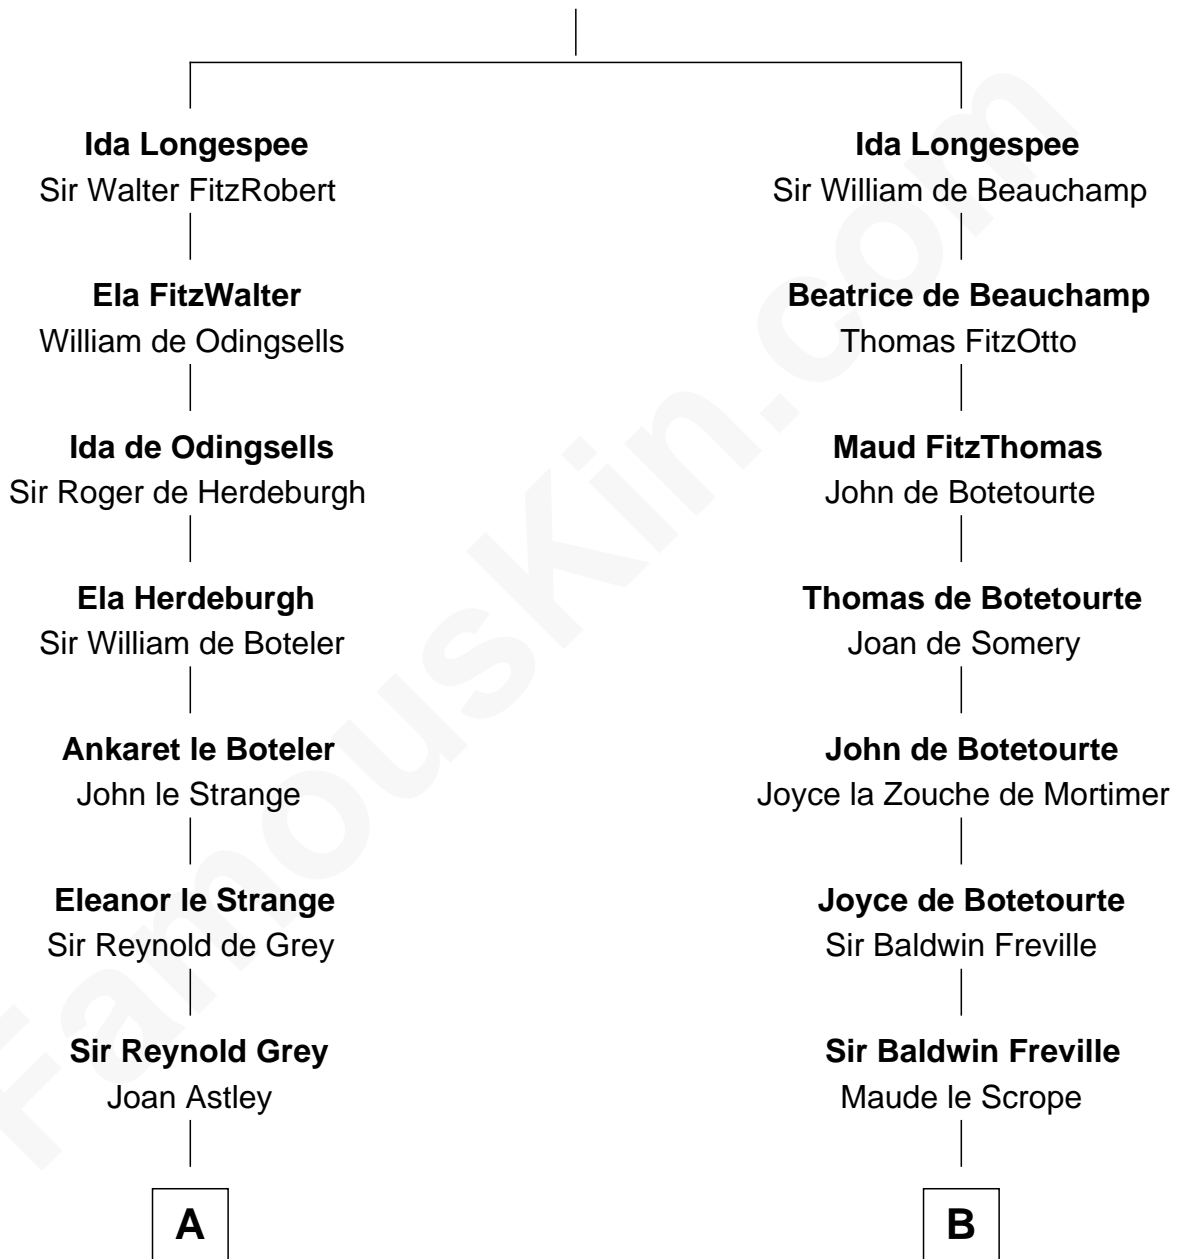 Ida Longespee
Sir Walter FitzRobert
Ela FitzWalter
William de Odingsells
Ida de Odingsells
Sir Roger de Herdeburgh
Ela Herdeburgh
Sir William de Boteler
Ankaret le Boteler
John le Strange
Eleanor le Strange
Sir Reynold de Grey
Sir Reynold Grey
Joan Astley
A
Ida Longespee
Sir William de Beauchamp
Beatrice de Beauchamp
Thomas FitzOtto
Maud FitzThomas
John de Botetourte
Thomas de Botetourte
Joan de Somery
John de Botetourte
Joyce la Zouche de Mortimer
Joyce de Botetourte
Sir Baldwin Freville
Sir Baldwin Freville
Maude le Scrope
B
FamousKin.com